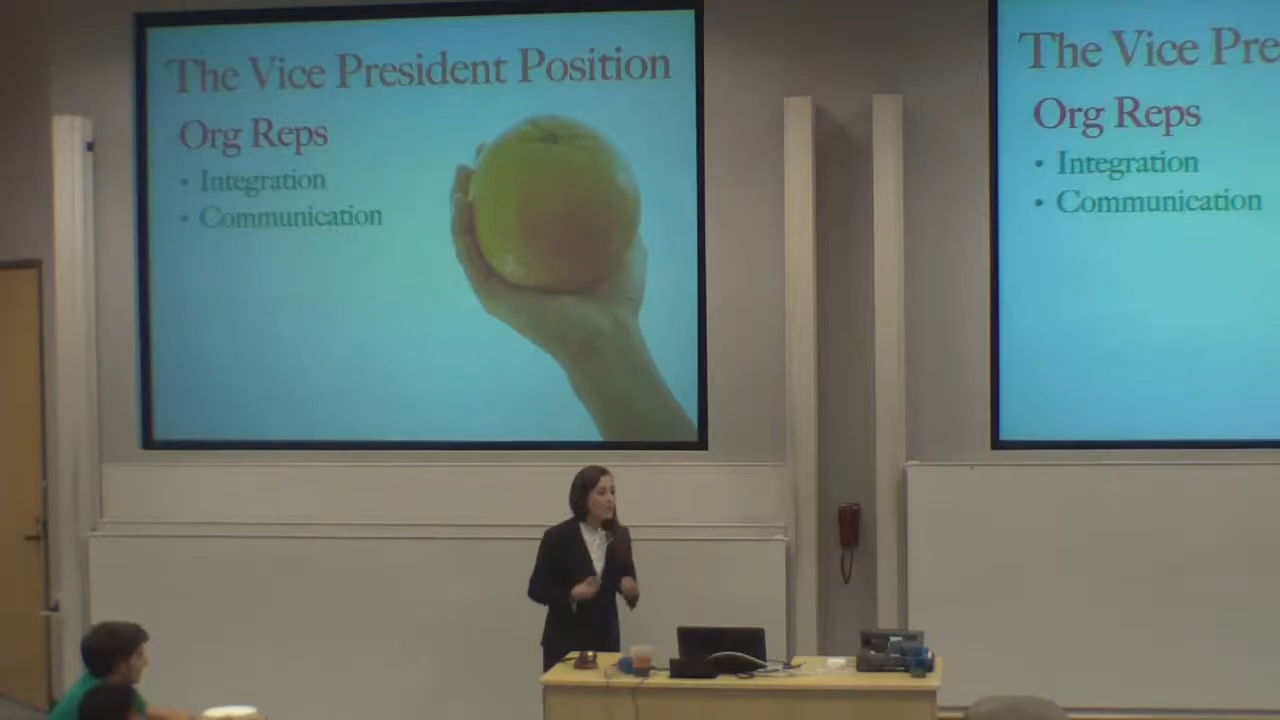 The Vice President Position
Org Reps
• Integration
• Communication
The Vice Pre
Org Reps
• Integration
• Communication